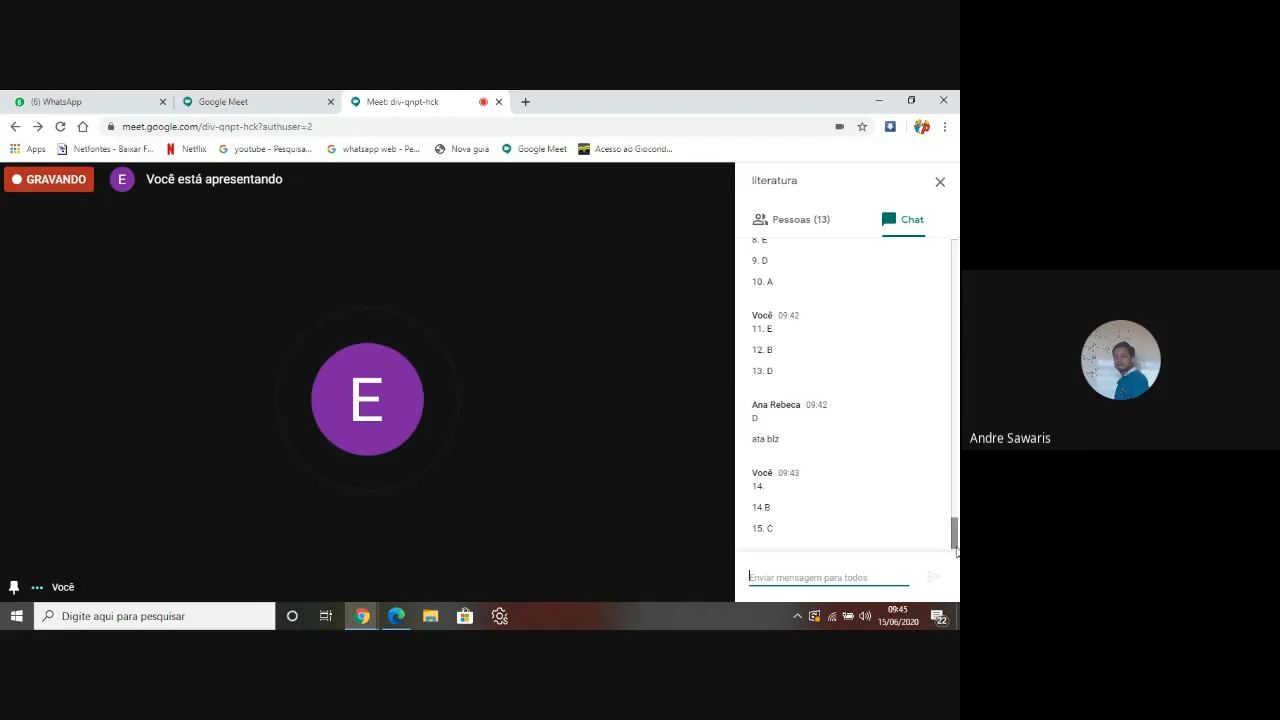 (6) WhatsApp
Google Meet
Meet: div-qnpt-hck
meet.google.com/div-qnpt-hck?authuser=2
Apps
Netfontes - Baixar F...
Netflix
youtube - Pesquisa...
whatsapp web - Pe...
Nova guia
Google Meet
Acesso ao Giocond...
GRAVANDO
E
Você está apresentando
literatura
Pessoas (13)
Chat
8. E
9. D
10. A
Você 09:42
11. E
12. B
13. D
Ana Rebeca 09:42
D
ata blz
Você 09:43
14.
14.B
15. C
Enviar mensagem para todos
E
Você
Andre Sawaris
Digite aqui para pesquisar
09:45
15/06/2020
22